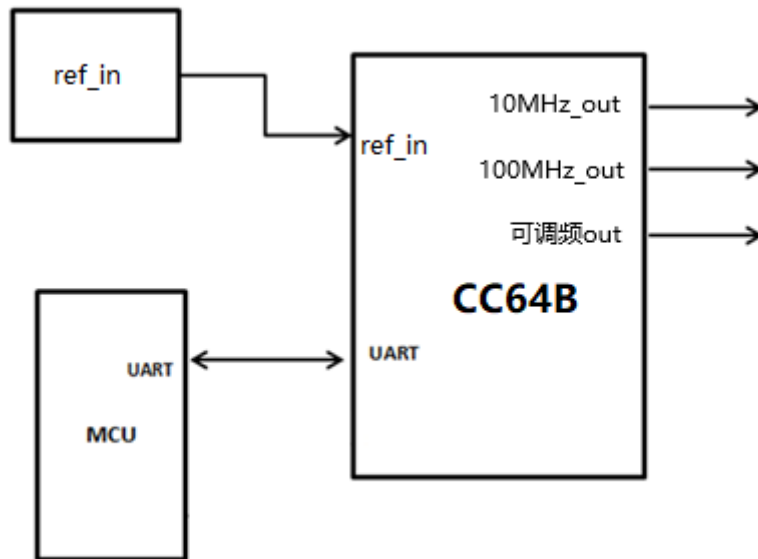 ref_in
ref_in
10MHz_out
100MHz_out
可调频out
CC64B
UART
UART
MCU